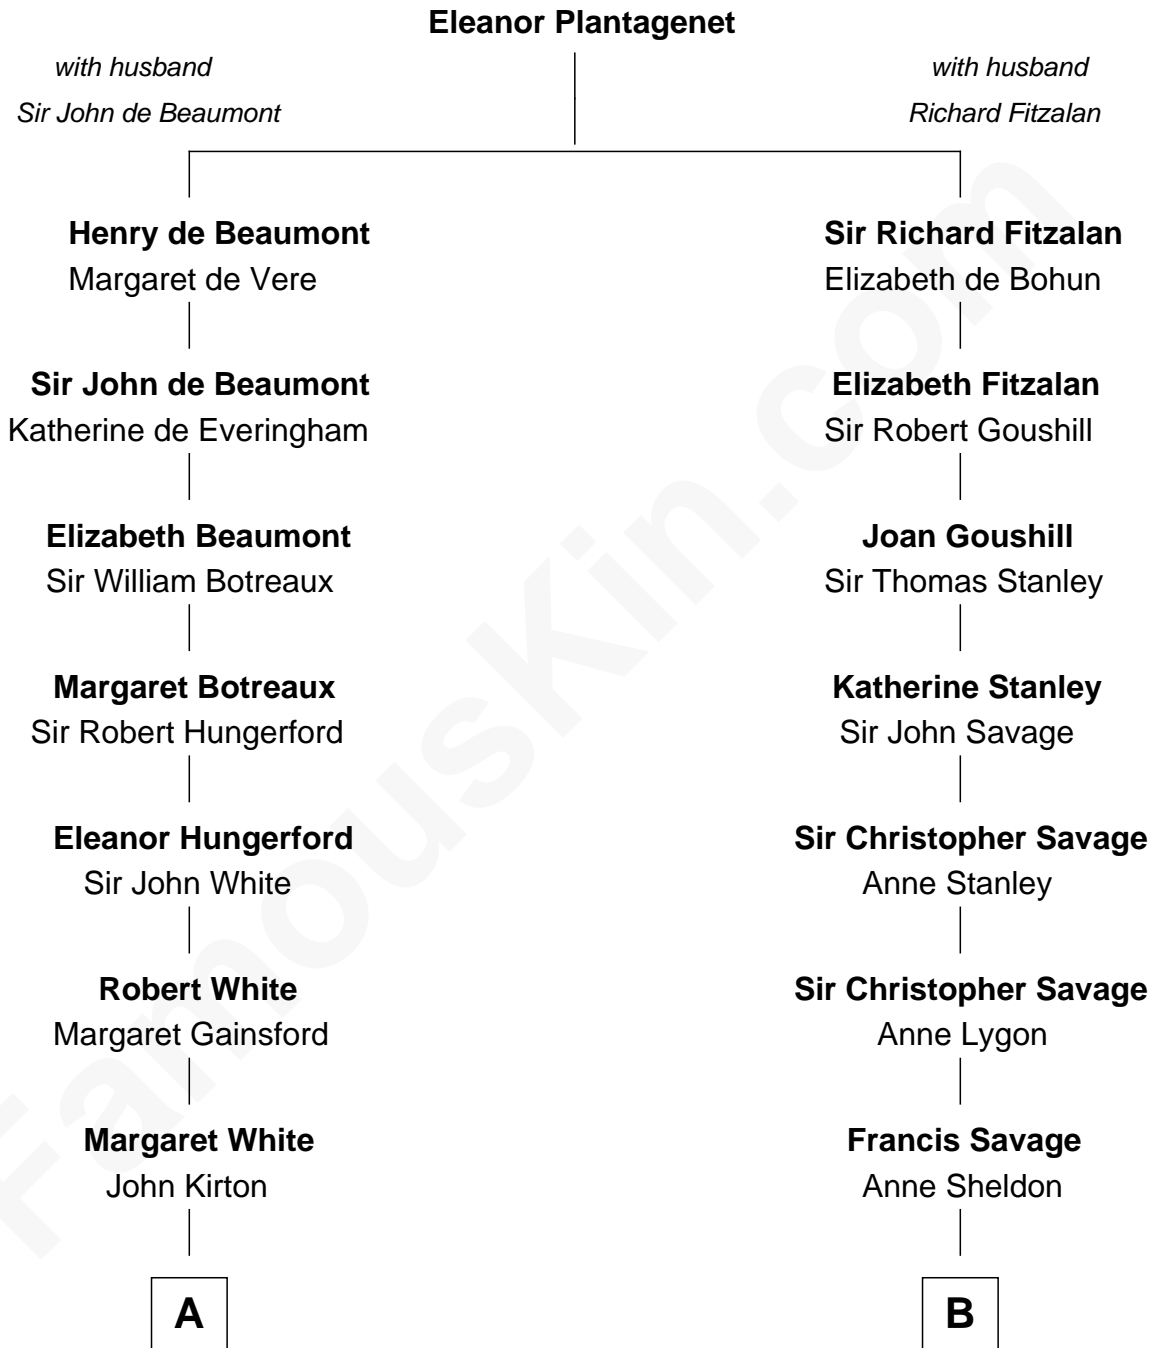 Eleanor Plantagenet
with husband
Sir John de Beaumont
with husband
Richard Fitzalan
Henry de Beaumont
Margaret de Vere
Sir John de Beaumont
Katherine de Everingham
Elizabeth Beaumont
Sir William Botreaux
Margaret Botreaux
Sir Robert Hungerford
Eleanor Hungerford
Sir John White
Robert White
Margaret Gainsford
Margaret White
John Kirton
A
Sir Richard Fitzalan
Elizabeth de Bohun
Elizabeth Fitzalan
Sir Robert Goushill
Joan Goushill
Sir Thomas Stanley
Katherine Stanley
Sir John Savage
Sir Christopher Savage
Anne Stanley
Sir Christopher Savage
Anne Lygon
Francis Savage
Anne Sheldon
B
FamousKin.com